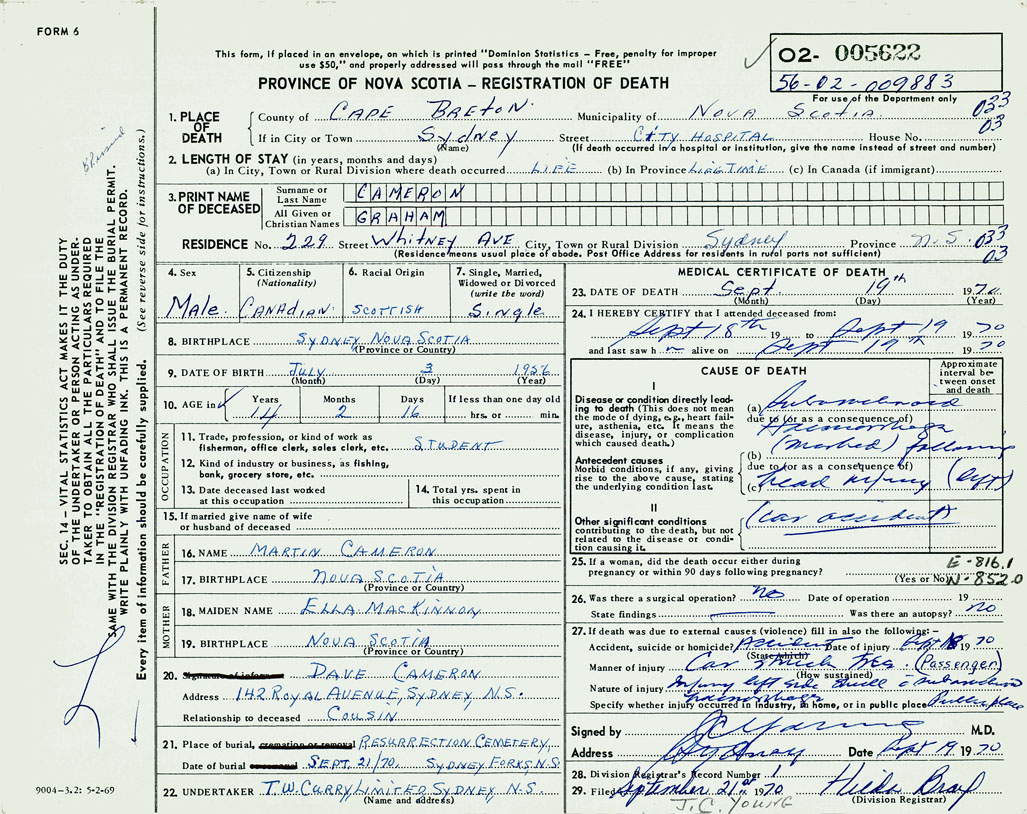 FORM 6
This form, if placed in an envelope, on which is printed "Dominion Statistics – Free, penalty for improper
use $50," and properly addressed will pass through the mail "FREE"
PROVINCE OF NOVA SCOTIA – REGISTRATION OF DEATH
02- 005622
56-02-009883
For use of the Department only
1. PLACE OF DEATH
County of CAPE BRETON. Municipality of NOVA SCOTIA. 033
If in City or Town Sydney Street CITY HOSPITAL House No. 03
(Name) (If death occurred in a hospital or institution, give the name instead of street and number)
2. LENGTH OF STAY (in years, months and days)
(a) In City, Town or Rural Division where death occurred LIFE (b) In Province LIFETIME (c) In Canada (if immigrant)
3. PRINT NAME OF DECEASED
Surname or Last Name CAMERON
All Given or Christian Names GRAHAM
RESIDENCE No. 229 Street Whitney AVE City, Town or Rural Division Sydney Province N.S. 033
(Residence means usual place of abode. Post Office Address for residents in rural parts not sufficient) 03
4. Sex
Male.
5. Citizenship (Nationality)
CANAdiAN.
6. Racial Origin
SCOTTISH
7. Single, Married, Widowed or Divorced (write the word)
Single
8. BIRTHPLACE SYDNEY, NOVA SCOTIA
(Province or Country)
9. DATE OF BIRTH JULY 3 1956
(Month) (Day) (Year)
10. AGE in Years Months Days If less than one day old
14 2 16 hrs. or min.
OCCUPATION
11. Trade, profession, or kind of work as
fisherman, office clerk, sales clerk, etc. STUDENT
12. Kind of industry or business, as fishing,
bank, grocery store, etc.
13. Date deceased last worked
at this occupation
14. Total yrs. spent in
this occupation
15. If married give name of wife
or husband of deceased
FATHER
16. NAME MARTIN CAMERON
17. BIRTHPLACE NOVA SCOTIA
(Province or Country)
MOTHER
18. MAIDEN NAME ELLA MACKINNON
19. BIRTHPLACE NOVA SCOTIA
(Province or Country)
20. DAVE CAMERON
Address 142 ROYAL AVENUE, SYDNEY, N.S.
Relationship to deceased COUSIN
21. Place of burial, cremation or removal RESURRECTION CEMETERY,
Date of burial SEPT. 21/70, SYDNEY FORKS, N.S.
22. UNDERTAKER T.W. CURRY, LIMITED, SYDNEY, N.S.
(Name and address)
MEDICAL CERTIFICATE OF DEATH
23. DATE OF DEATH Sept. 19th 1970
(Month) (Day) (Year)
24. I HEREBY CERTIFY that I attended deceased from:
Sept 18th 19 to Sept 19 1970
and last saw h m alive on Sept 19th 1970
CAUSE OF DEATH
Approximate interval between onset and death
I
Disease or condition directly leading to death (This does not mean the mode of dying, e.g., heart failure, asthenia, etc. It means the disease, injury, or complication which caused death.)
(a) Subarachnoid
due to (or as a consequence of)
Haemorrhage
(b) (marked) following
Antecedent causes
Morbid conditions, if any, giving rise to the above cause, stating the underlying condition last.
due to (or as a consequence of)
(c) head injury (left)
II
Other significant conditions contributing to the death, but not related to the disease or condition causing it.
(car accident)
25. If a woman, did the death occur either during
pregnancy or within 90 days following pregnancy? (Yes or No)
E-816.1
N-852.0
26. Was there a surgical operation? no Date of operation 19
State findings Was there an autopsy? no
27. If death was due to external causes (violence) fill in also the following:–
Accident, suicide or homicide? Accident Date of injury Sept 18 1970
(State which)
Manner of injury Car struck tree. (Passenger)
(How sustained)
Nature of injury Injury left side skull c subarachnoid
haemorrhage
Specify whether injury occurred in industry, in home, or in public place Public place
Signed by J C Young M.D.
Address Sydney Date Sept 19 1970
28. Division Registrar's Record Number 1
29. Filed September 21st 1970 Hilda Bray
(Division Registrar)
J.C. YOUNG
SEC. 14 – VITAL STATISTICS ACT MAKES IT THE DUTY
OF THE UNDERTAKER OR PERSON ACTING AS UNDER-
TAKER TO OBTAIN ALL THE PARTICULARS REQUIRED
IN THE "REGISTRATION OF DEATH" AND TO FILE THE
SAME WITH THE DIVISION REGISTRAR WHO SHALL ISSUE THE BURIAL PERMIT.
WRITE PLAINLY WITH UNFADING INK. THIS IS A PERMANENT RECORD.
Every item of information should be carefully supplied. (See reverse side for instructions.)
9004-3.2: 5-2-69